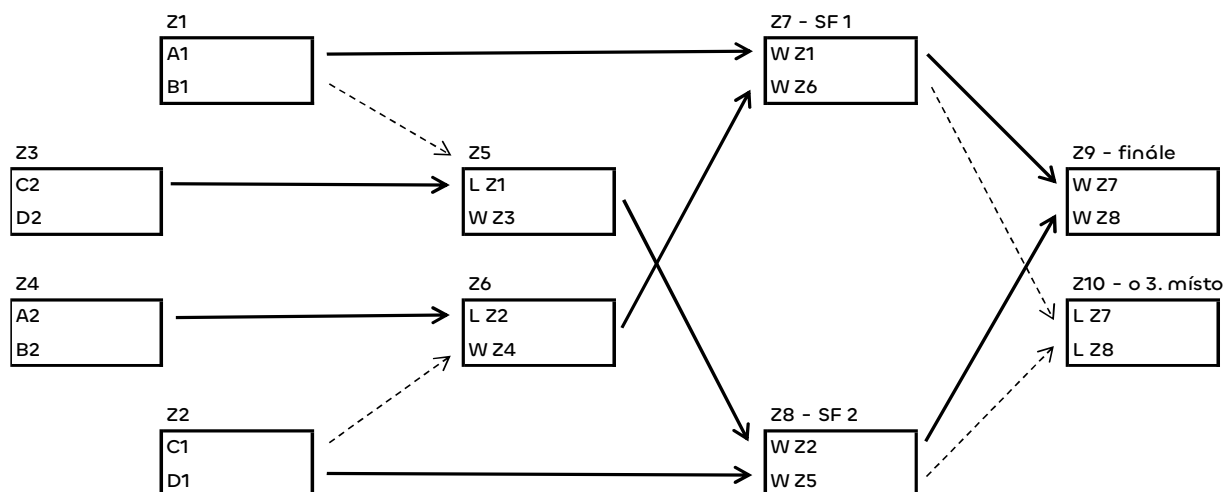 Z1
A1
B1
Z3
C2
D2
Z4
A2
B2
Z2
C1
D1
Z5
L Z1
W Z3
Z6
L Z2
W Z4
Z7 - SF 1
W Z1
W Z6
Z8 - SF 2
W Z2
W Z5
Z9 - finále
W Z7
W Z8
Z10 - o 3. místo
L Z7
L Z8